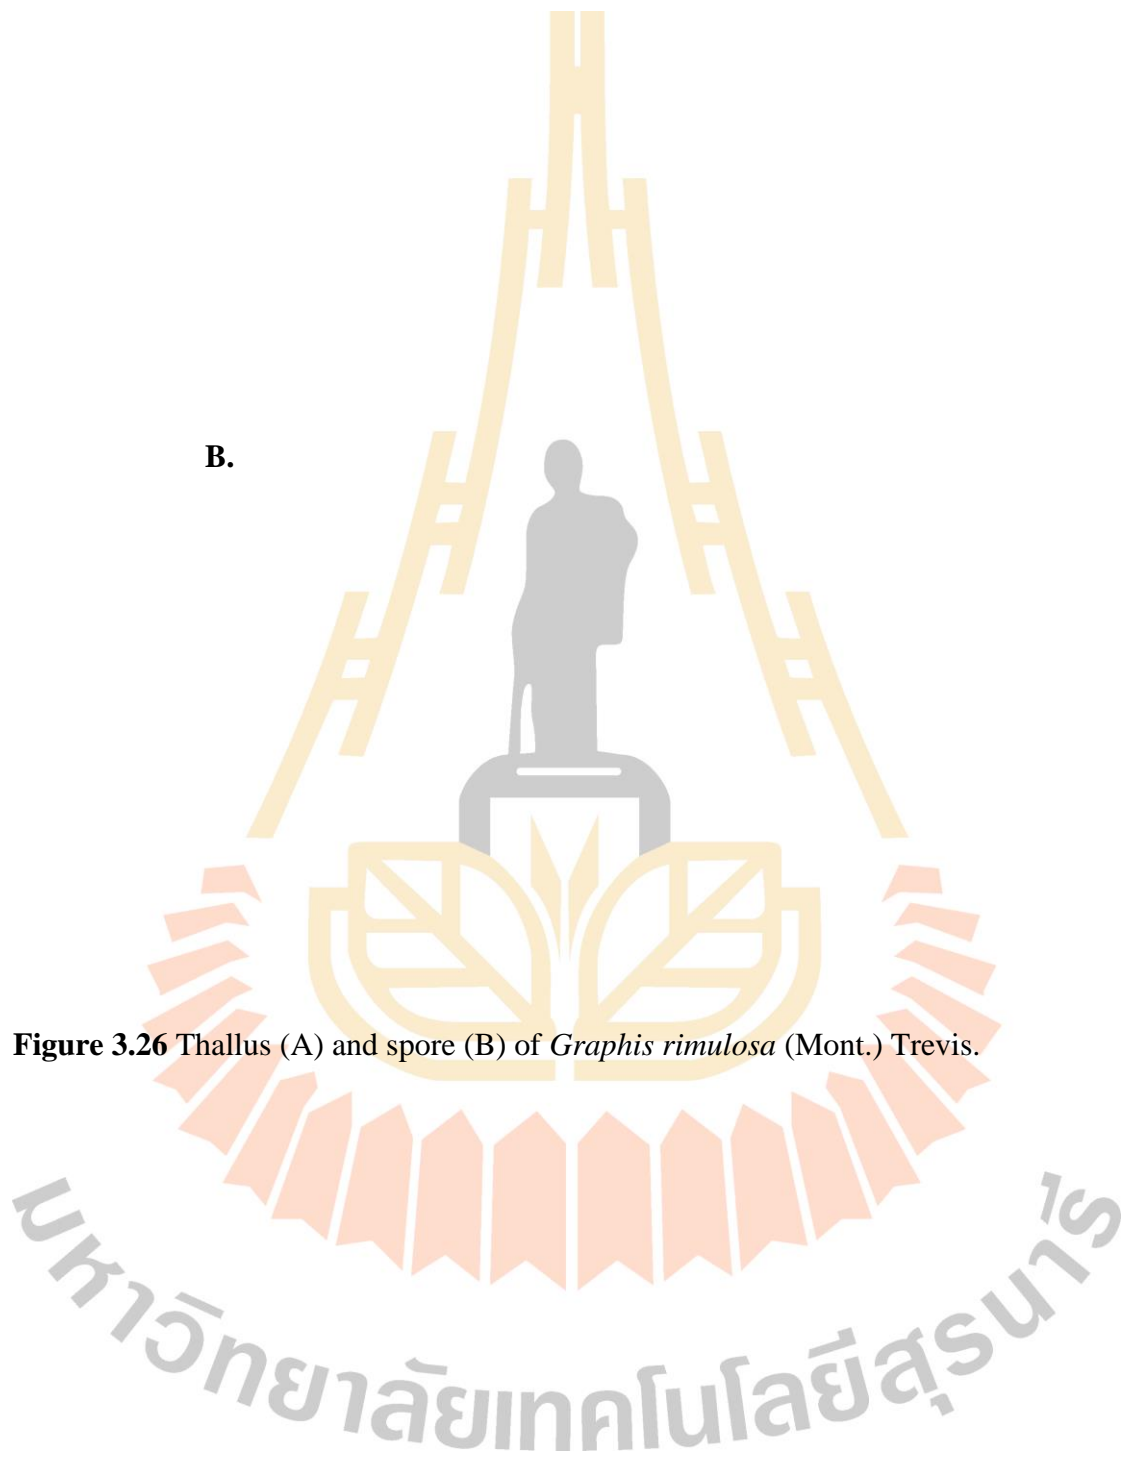 B.
Figure 3.26 Thallus (A) and spore (B) of Graphis rimulosa (Mont.) Trevis.
มหาวิทยาลัยเทคโนโลยีสุรนารี